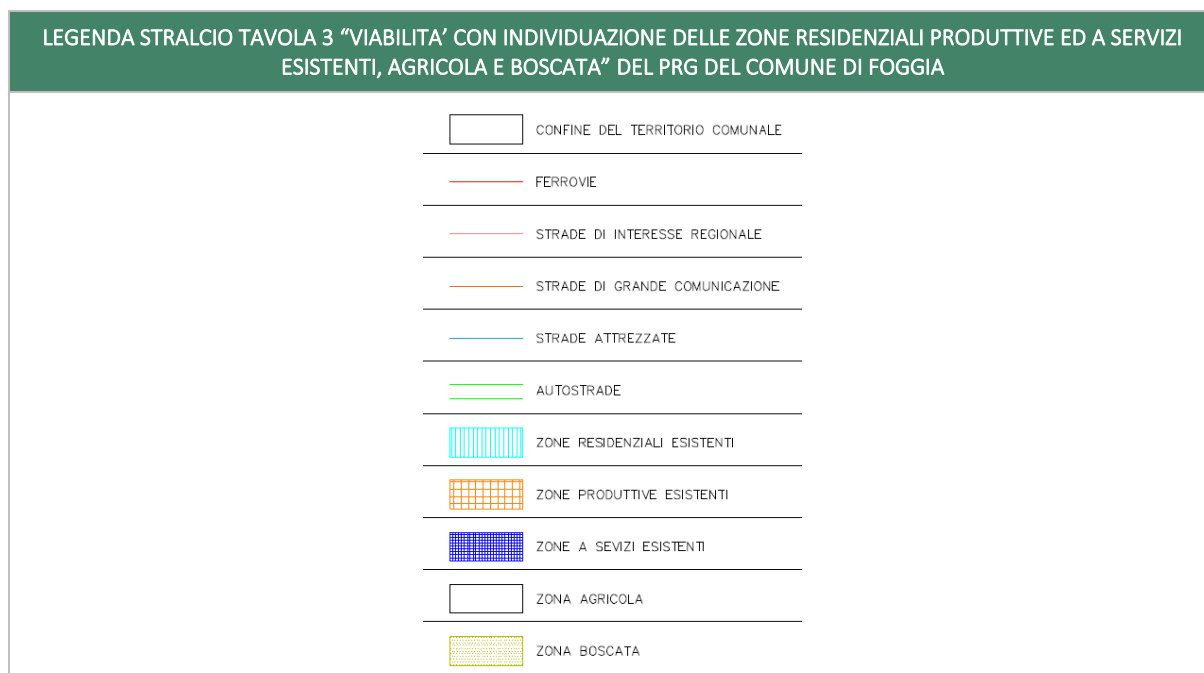 LEGENDA STRALCIO TAVOLA 3 “VIABILITA’ CON INDIVIDUAZIONE DELLE ZONE RESIDENZIALI PRODUTTIVE ED A SERVIZI
ESISTENTI, AGRICOLA E BOSCATA” DEL PRG DEL COMUNE DI FOGGIA
CONFINE DEL TERRITORIO COMUNALE
FERROVIE
STRADE DI INTERESSE REGIONALE
STRADE DI GRANDE COMUNICAZIONE
STRADE ATTREZZATE
AUTOSTRADE
ZONE RESIDENZIALI ESISTENTI
ZONE PRODUTTIVE ESISTENTI
ZONE A SEVIZI ESISTENTI
ZONA AGRICOLA
ZONA BOSCATA